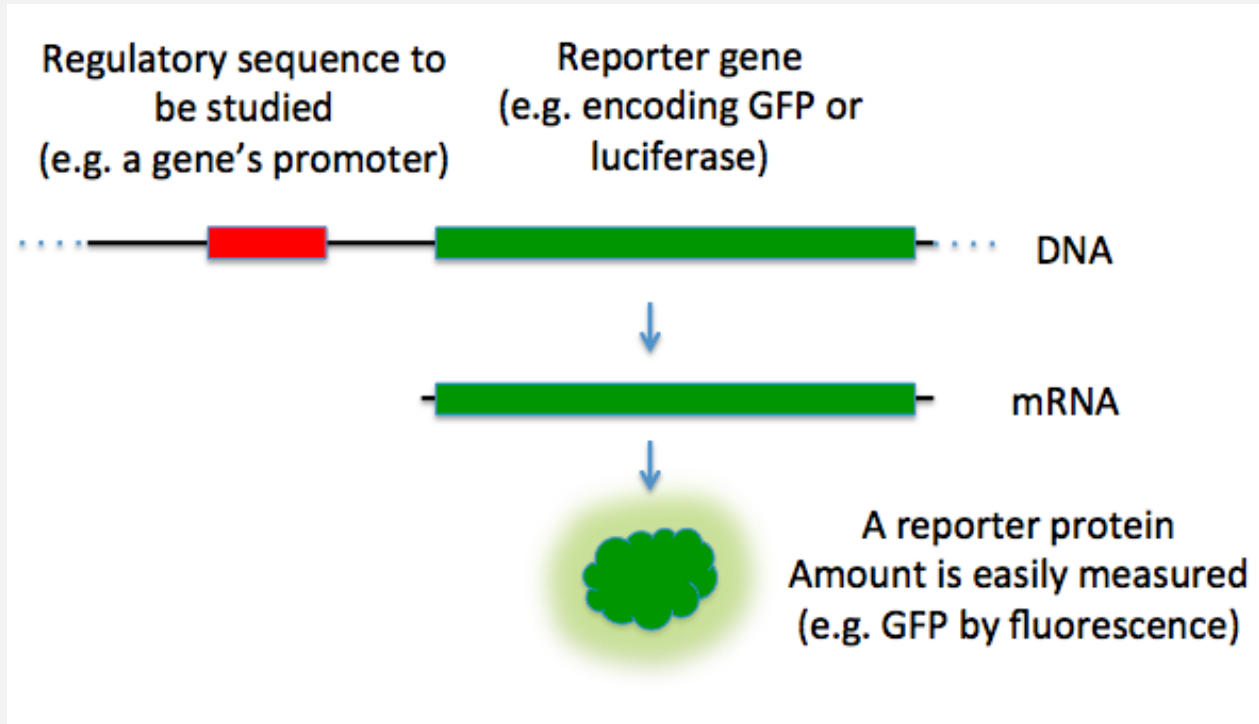 Regulatory sequence to
be studied
(e.g. a gene’s promoter)
Reporter gene
(e.g. encoding GFP or
luciferase)
DNA
mRNA
A reporter protein
Amount is easily measured
(e.g. GFP by fluorescence)